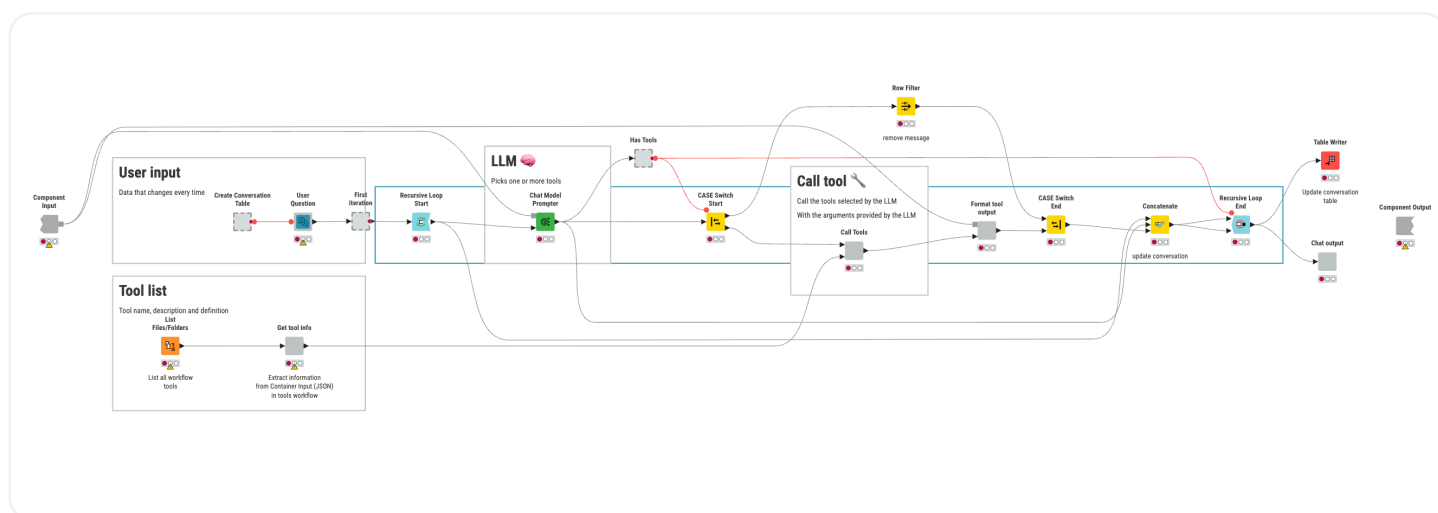 Row Filter
remove message
Has Tools
Table Writer
Update conversation
table
LLM 🧠
Picks one or more tools
User input
Data that changes every time
Call tool 🔧
Call the tools selected by the LLM
With the arguments provided by the LLM
Component
Input
Create Conversation
Table
User
Question
First
iteration
Recursive Loop
Start
Chat Model
Prompter
CASE Switch
Start
Call Tools
Format tool
output
CASE Switch
End
Concatenate
update conversation
Recursive Loop
End
Chat output
Component Output
Tool list
Tool name, description and definition
List
Files/Folders
List all workflow
tools
Get tool info
Extract information
from Container Input (JSON)
in tools workflow